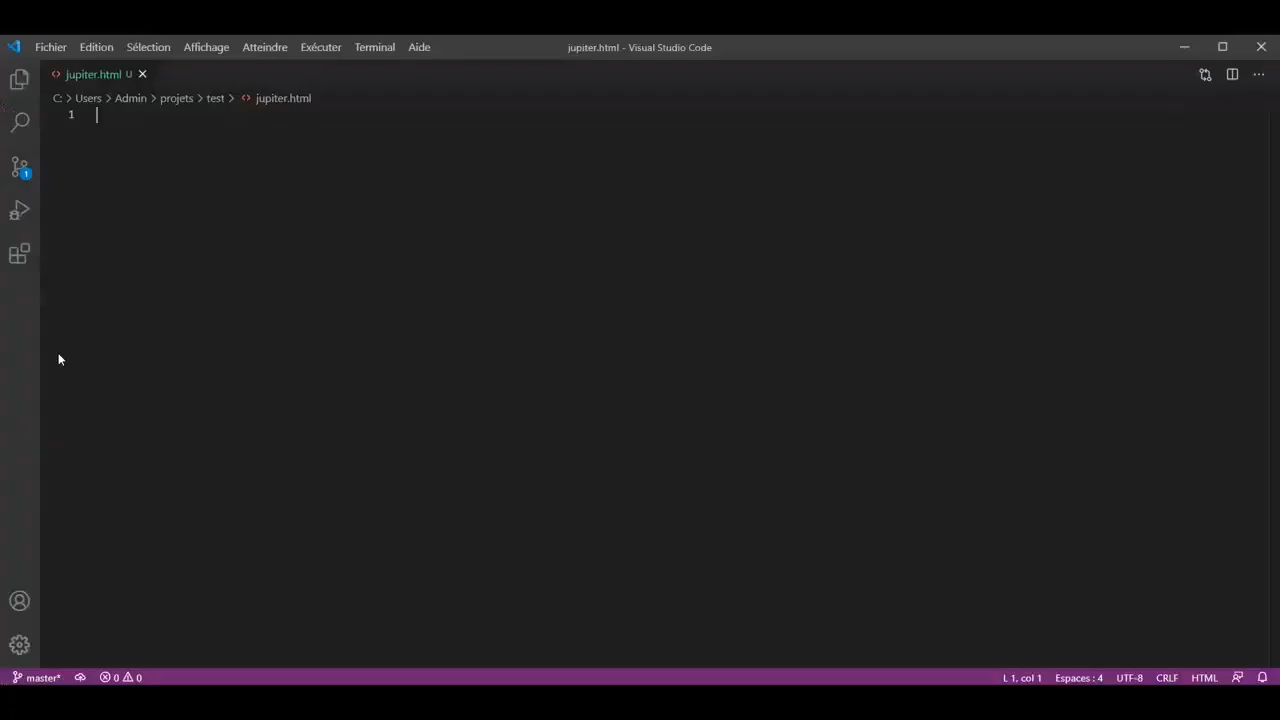 Fichier Edition Sélection Affichage Atteindre Exécuter Terminal Aide jupiter.html - Visual Studio Code
jupiter.html U
C: > Users > Admin > projets > test > jupiter.html
1
1
master* 0 0 L 1, col 1 Espaces : 4 UTF-8 CRLF HTML